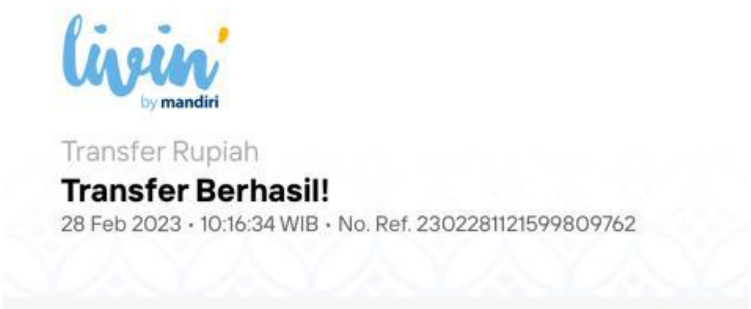 livin'
by mandiri
Transfer Rupiah
Transfer Berhasil!
28 Feb 2023 • 10:16:34 WIB • No. Ref. 2302281121599809762